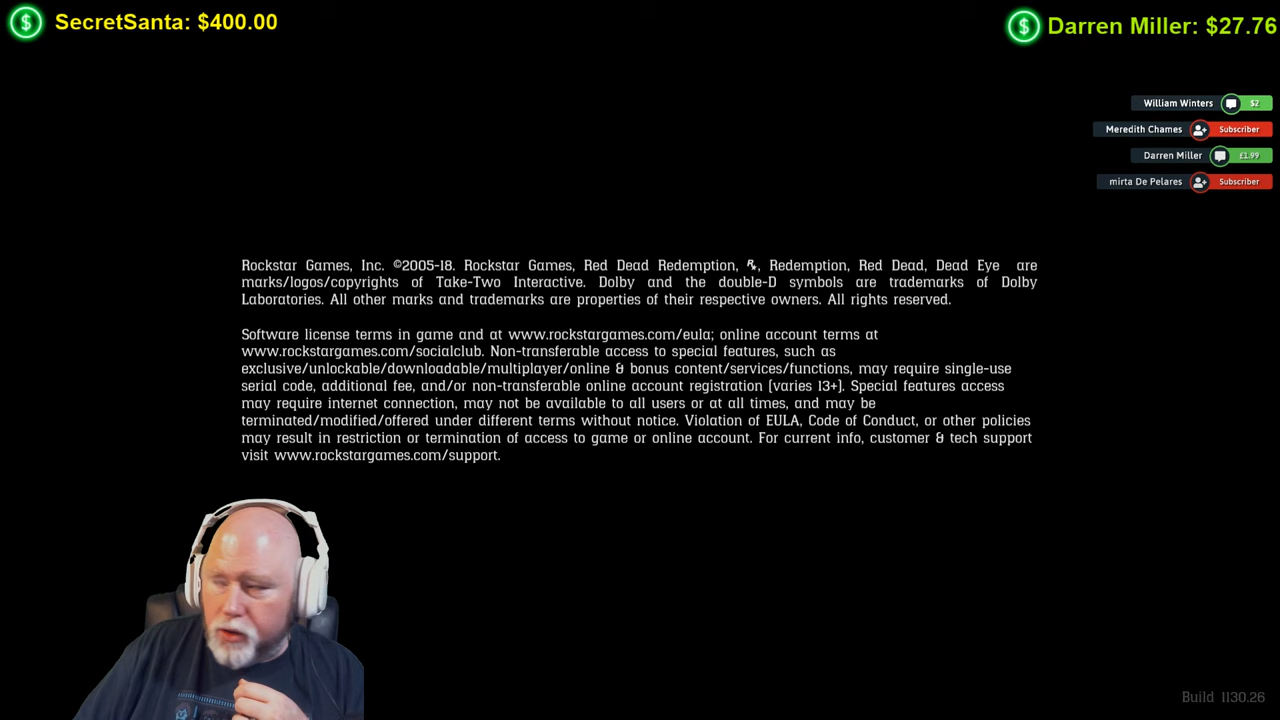 SecretSanta: $400.00
Darren Miller: $27.76
William Winters $2
Meredith Chames Subscriber
Darren Miller £1.99
mirta De Pelares Subscriber
Rockstar Games, Inc. ©2005-18. Rockstar Games, Red Dead Redemption, , Redemption, Red Dead, Dead Eye are
marks/logos/copyrights of Take-Two Interactive. Dolby and the double-D symbols are trademarks of Dolby
Laboratories. All other marks and trademarks are properties of their respective owners. All rights reserved.
Software license terms in game and at www.rockstargames.com/eula; online account terms at
www.rockstargames.com/socialclub. Non-transferable access to special features, such as
exclusive/unlockable/downloadable/multiplayer/online & bonus content/services/functions, may require single-use
serial code, additional fee, and/or non-transferable online account registration (varies 13+). Special features access
may require internet connection, may not be available to all users or at all times, and may be
terminated/modified/offered under different terms without notice. Violation of EULA, Code of Conduct, or other policies
may result in restriction or termination of access to game or online account. For current info, customer & tech support
visit www.rockstargames.com/support.
Build 1130.26